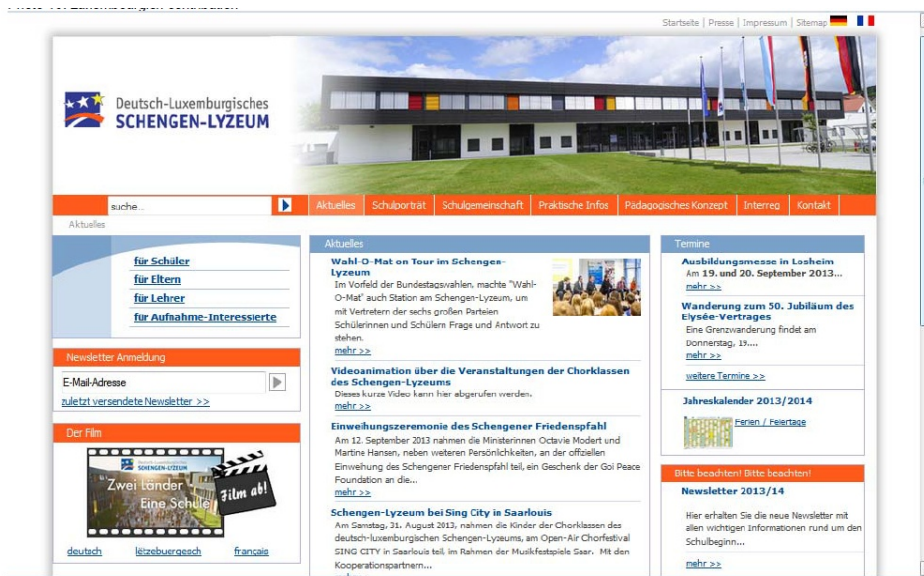 Startseite | Presse | Impressum | Sitemap
Deutsch-Luxemburgisches
SCHENGEN-LYZEUM
suche...
Aktuelles
Schulporträt
Schulgemeinschaft
Praktische Infos
Pädagogisches Konzept
Interreg
Kontakt
Aktuelles
für Schüler
für Eltern
für Lehrer
für Aufnahme-Interessierte
Newsletter Anmeldung
E-Mail-Adresse
zuletzt versendete Newsletter >>
Der Film
Deutsch-Luxemburgisches
SCHENGEN-LYZEUM
"Zwei Länder
Eine Schule
Film ab!
deutsch
lëtzebuergesch
français
Aktuelles
Wahl-O-Mat on Tour im Schengen-
Lyzeum
Im Vorfeld der Bundestagswahlen, machte "Wahl-
O-Mat" auch Station am Schengen-Lyzeum, um
mit Vertretern der sechs großen Parteien
Schülerinnen und Schülern Frage und Antwort zu
stehen.
mehr >>
Videoanimation über die Veranstaltungen der Chorklassen
des Schengen-Lyzeums
Dieses kurze Video kann hier abgerufen werden.
mehr >>
Einweihungszeremonie des Schengener Friedenspfahl
Am 12. September 2013 nahmen die Ministerinnen Octavie Modert und
Martine Hansen, neben weiteren Persönlichkeiten, an der offiziellen
Einwehung des Schengener Friedenspfahl teil, ein Geschenk der Goi Peace
Foundation an die...
mehr >>
Schengen-Lyzeum bei Sing City in Saarlouis
Am Samstag, 31. August 2013, nahmen die Kinder der Chorklassen des
deutsch-luxemburgischen Schengen-Lyzeums, am Open-Air Chorfestival
SING CITY in Saarlouis teil, im Rahmen der Musikfestspiele Saar. Mit den
Kooperationspartnern...
Termine
Ausbildungsmesse in Losheim
Am 19. und 20. September 2013...
mehr >>
Wanderung zum 50. Jubiläum des
Elysée-Vertrages
Eine Grenzwanderung findet am
Donnerstag, 19....
mehr >>
weitere Termine >>
Jahreskalender 2013/2014
Ferien / Feiertage
Bitte beachten! Bitte beachten!
Newsletter 2013/14
Hier erhalten Sie die neue Newsletter mit
allen wichtigen Informationen rund um den
Schulbeginn...
mehr >>